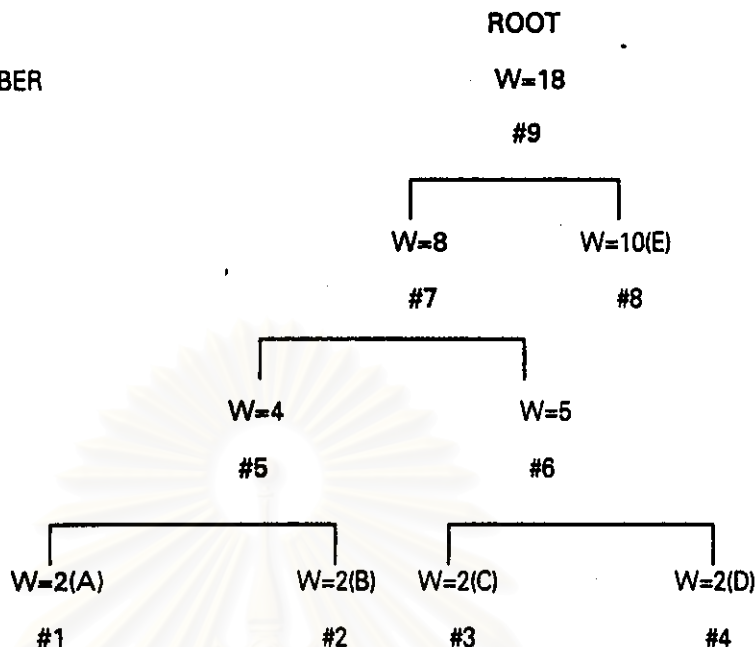 ROOT
BER W=18
#9
W=8 W=10(E)
#7 #8
W=4 W=5
#5 #6
W=2(A) W=2(B) W=2(C) W=2(D)
#1 #2 #3 #4